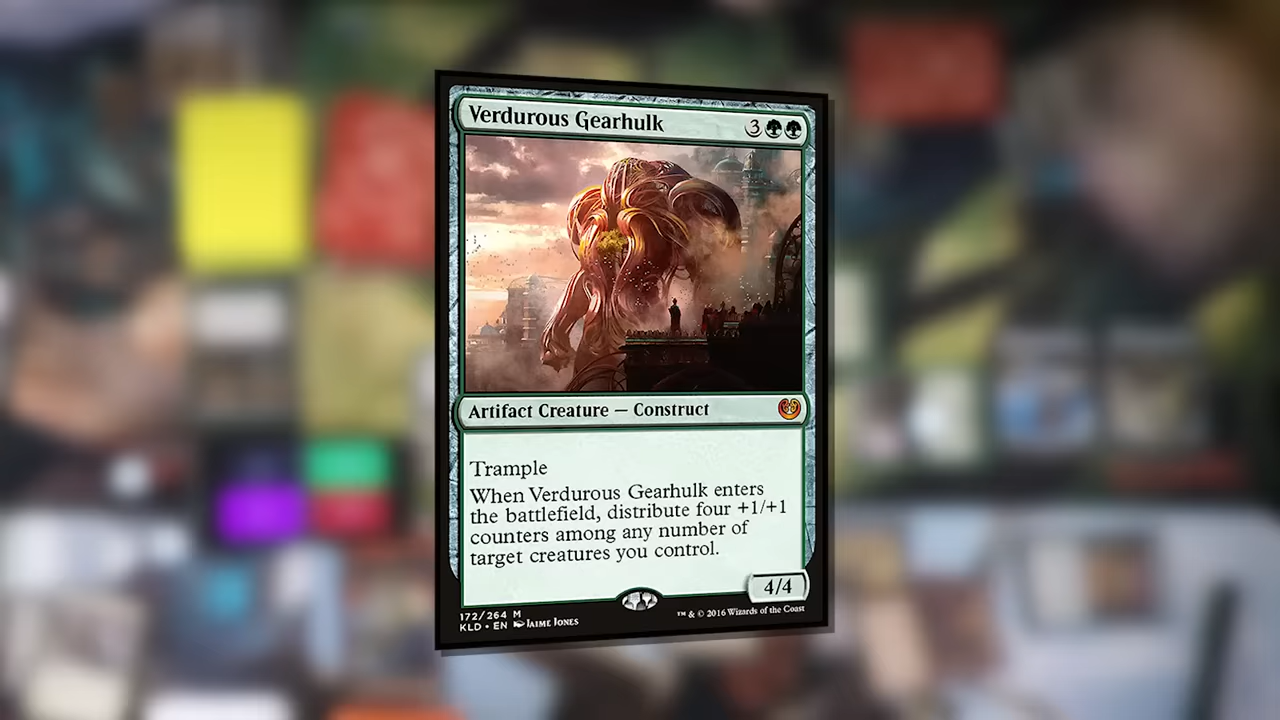 Verdurous Gearhulk 3
Artifact Creature — Construct
Trample
When Verdurous Gearhulk enters
the battlefield, distribute four +1/+1
counters among any number of
target creatures you control.
4/4
172/264 M
KLD • EN Jaime Jones
™ & © 2016 Wizards of the Coast